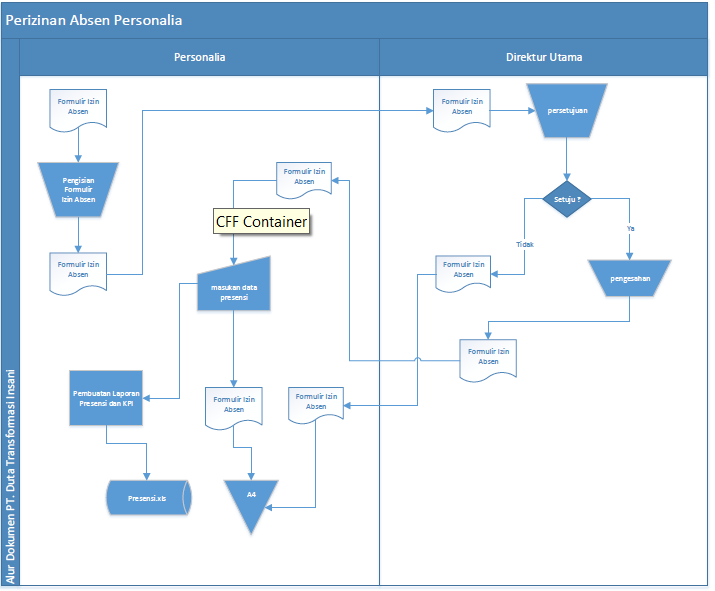 Perizinan Absen Personalia
Personalia
Direktur Utama
Alur Dokumen PT. Duta Transformasi Insani
Formulir Izin
Absen
Formulir Izin
Absen
persetujuan
Pengisian
Formulir
Izin Absen
Formulir Izin
Absen
Setuju ?
CFF Container
Ya
Tidak
Formulir Izin
Absen
Formulir Izin
Absen
pengesahan
masukan data
presensi
Formulir Izin
Absen
Pembuatan Laporan
Presensi dan KPI
Formulir Izin
Absen
Formulir Izin
Absen
Presensi.xls
A4